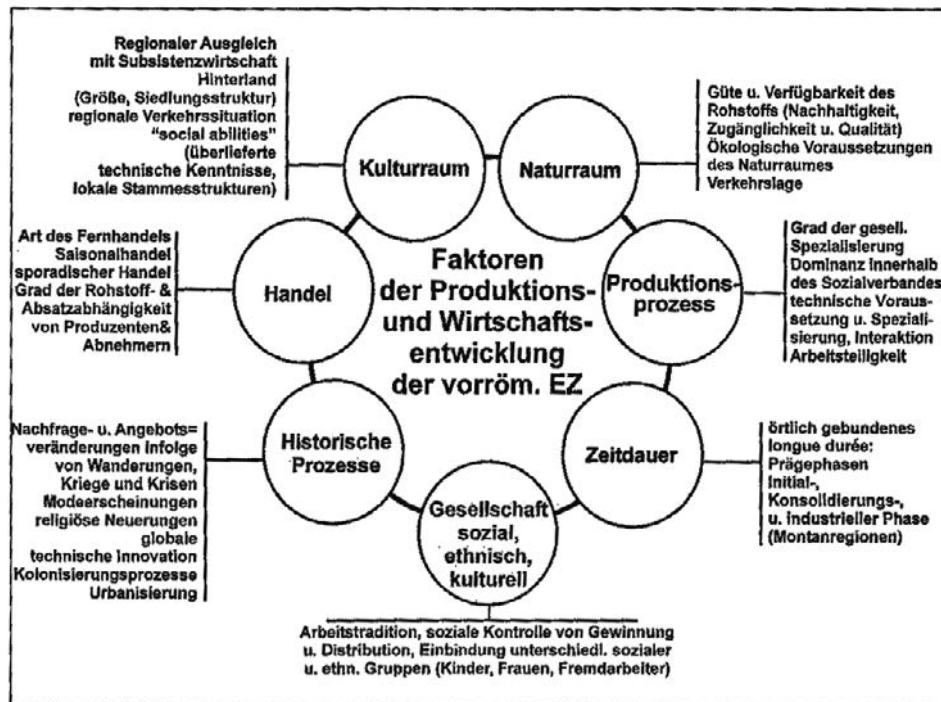 Regionaler Ausgleich
mit Subsistenzwirtschaft
Hinterland
(Größe, Siedlungsstruktur)
regionale Verkehrssituation
"social abilities"
(überlieferte
technische Kenntnisse,
lokale Stammesstrukturen)
Kulturraum
Naturraum
Güte u. Verfügbarkeit des
Rohstoffs (Nachhaltigkeit,
Zugänglichkeit u. Qualität)
Ökologische Voraussetzungen
des Naturraumes
Verkehrslage
Art des Fernhandels
Saisonalhandel
sporadischer Handel
Grad der Rohstoff- &
Absatzabhängigkeit
von Produzenten&
Abnehmern
Handel
Faktoren
der Produktions-
und Wirtschafts-
entwicklung
der vorröm. EZ
Produktions-
prozess
Grad der gesell.
Spezialisierung
Dominanz innerhalb
des Sozialverbandes
technische Voraus-
setzung u. Speziali-
sierung, Interaktion
Arbeitsteiligkeit
Nachfrage- u. Angebots=
veränderungen infolge
von Wanderungen,
Kriege und Krisen
Modeerscheinungen
religiöse Neuerungen
globale
technische Innovation
Kolonisierungsprozesse
Urbanisierung
Historische
Prozesse
Gesellschaft
sozial,
ethnisch,
kulturell
Zeitdauer
örtlich gebundenes
longue durée:
Prägephasen
Initial-,
Konsolidierungs-,
u. industrieller Phase
(Montanregionen)
Arbeitstradition, soziale Kontrolle von Gewinnung
u. Distribution, Einbindung unterschiedl. sozialer
u. ethn. Gruppen (Kinder, Frauen, Fremdarbeiter)